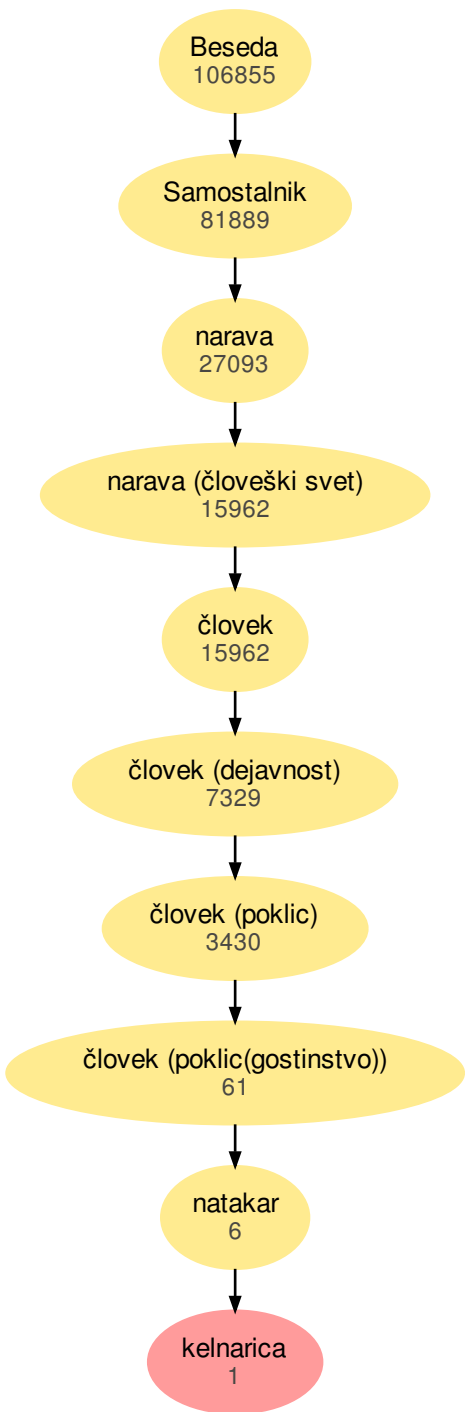 Beseda
106855
Samostalnik
81889
narava
27093
narava (človeški svet)
15962
človek
15962
človek (dejavnost)
7329
človek (poklic)
3430
človek (poklic(gostinstvo))
61
natakar
6
kelnarica
1